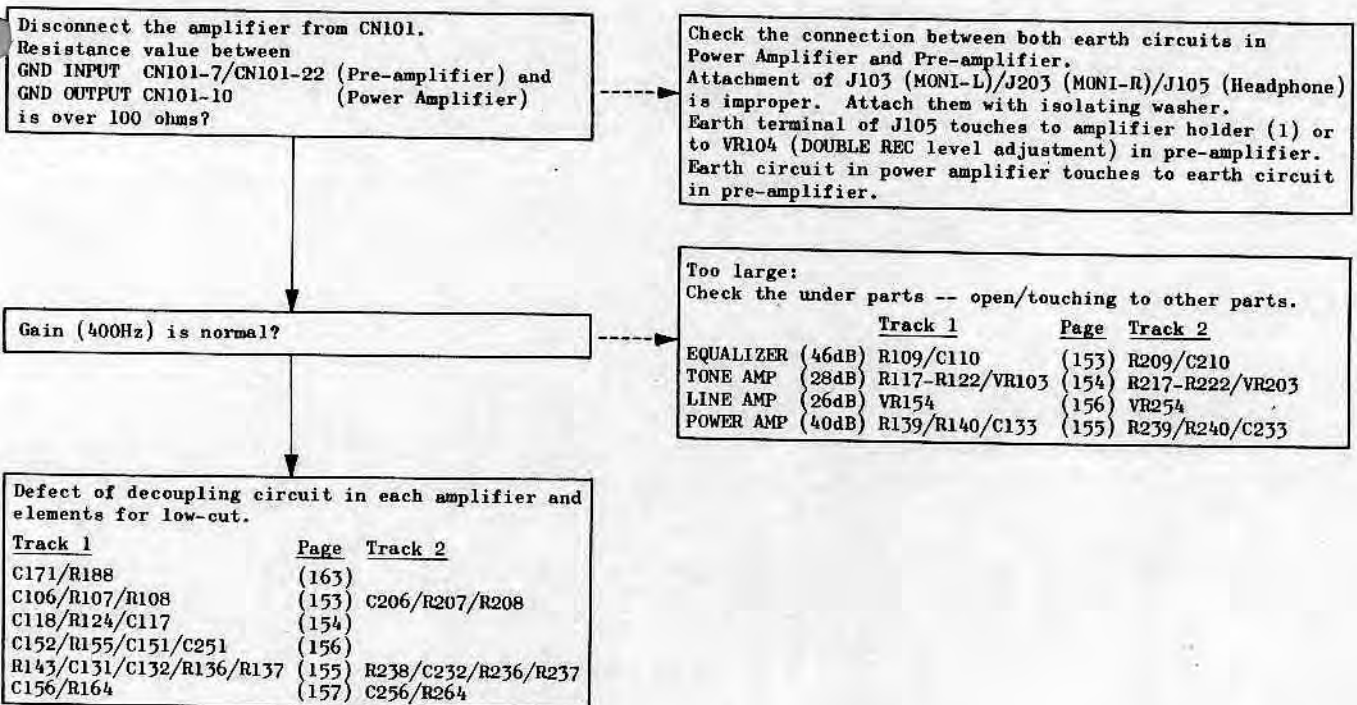 Disconnect the amplifier from CN101.
Resistance value between
GND INPUT CN101-7/CN101-22 (Pre-amplifier) and
GND OUTPUT CN101-10 (Power Amplifier)
is over 100 ohms?
Check the connection between both earth circuits in
Power Amplifier and Pre-amplifier.
Attachment of J103 (MONI-L)/J203 (MONI-R)/J105 (Headphone)
is improper. Attach them with isolating washer.
Earth terminal of J105 touches to amplifier holder (1) or
to VR104 (DOUBLE REC level adjustment) in pre-amplifier.
Earth circuit in power amplifier touches to earth circuit
in pre-amplifier.
Gain (400Hz) is normal?
Too large:
Check the under parts -- open/touching to other parts.
Track 1 Page Track 2
EQUALIZER (46dB) R109/C110 (153) R209/C210
TONE AMP (28dB) R117-R122/VR103 (154) R217-R222/VR203
LINE AMP (26dB) VR154 (156) VR254
POWER AMP (40dB) R139/R140/C133 (155) R239/R240/C233
Defect of decoupling circuit in each amplifier and
elements for low-cut.
Track 1 Page Track 2
C171/R188 (163)
C106/R107/R108 (153) C206/R207/R208
C118/R124/C117 (154)
C152/R155/C151/C251 (156)
R143/C131/C132/R136/R137 (155) R238/C232/R236/R237
C156/R164 (157) C256/R264